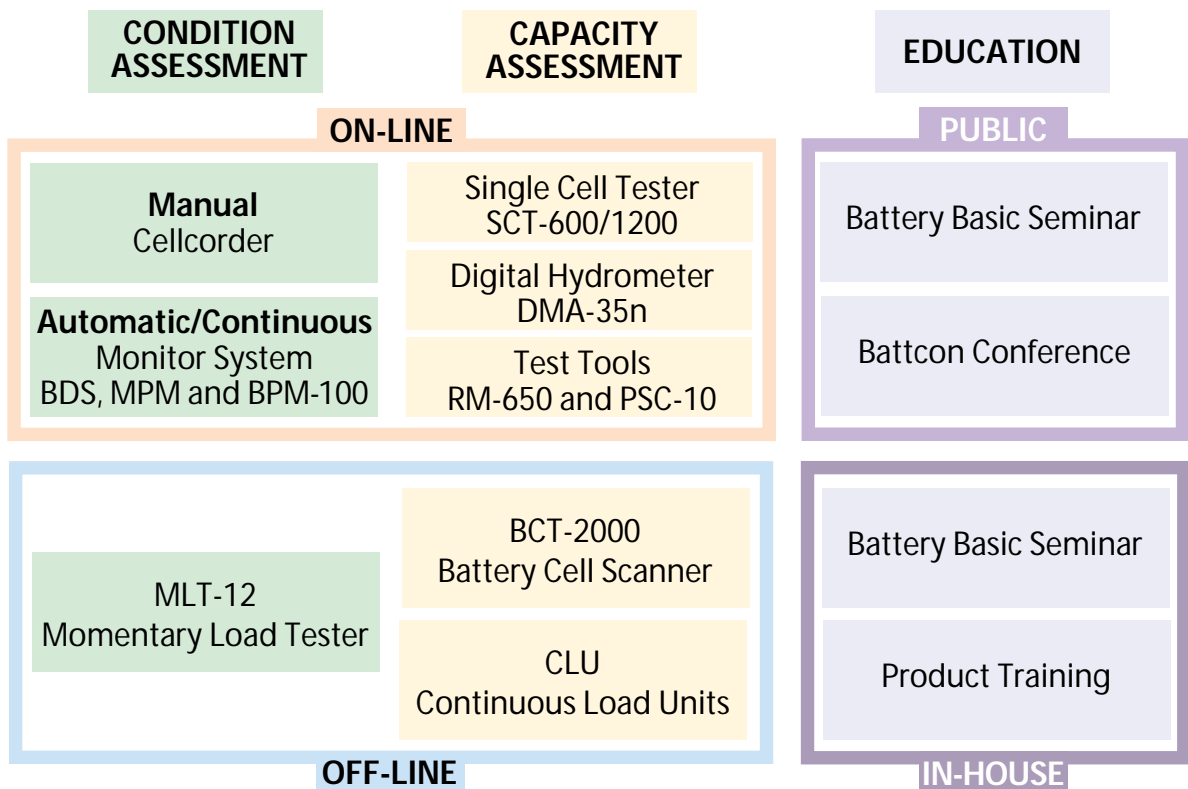 CONDITION
ASSESSMENT
CAPACITY
ASSESSMENT
EDUCATION
ON-LINE
Manual
Cellcorder
Automatic/Continuous
Monitor System
BDS, MPM and BPM-100
Single Cell Tester
SCT-600/1200
Digital Hydrometer
DMA-35n
Test Tools
RM-650 and PSC-10
PUBLIC
Battery Basic Seminar
Battcon Conference
MLT-12
Momentary Load Tester
BCT-2000
Battery Cell Scanner
CLU
Continuous Load Units
OFF-LINE
Battery Basic Seminar
Product Training
IN-HOUSE